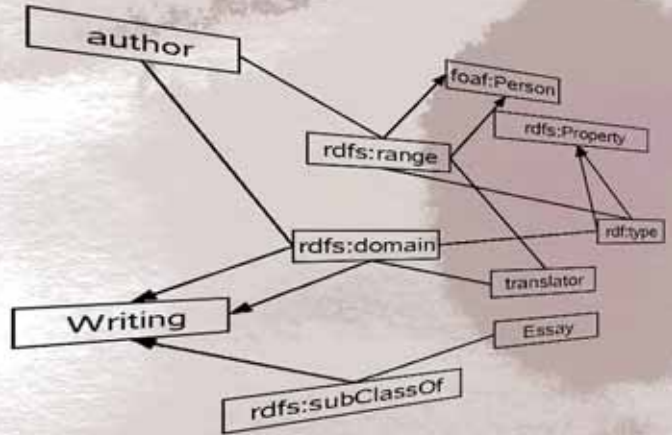 author
foaf:Person
rdfs:Property
rdfs:range
rdf:type
rdfs:domain
translator
Writing
Essay
rdfs:subClassOf